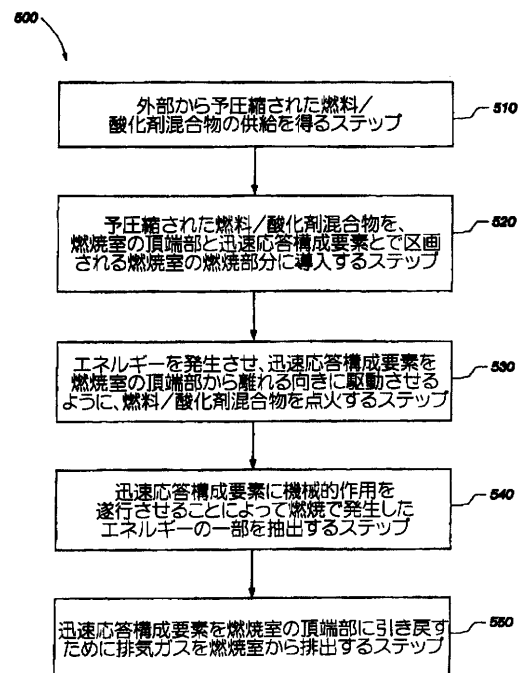 500
外部から予圧縮された燃料/
酸化剤混合物の供給を得るステップ
510
予圧縮された燃料/酸化剤混合物を、
燃焼室の頂端部と迅速応答構成要素とで区画
される燃焼室の燃焼部分に導入するステップ
520
エネルギーを発生させ、迅速応答構成要素を
燃焼室の頂端部から離れる向きに駆動させる
ように、燃料/酸化剤混合物を点火するステップ
530
迅速応答構成要素に機械的作用を
遂行させることによって燃焼で発生した
エネルギーの一部を抽出するステップ
540
迅速応答構成要素を燃焼室の頂端部に引き戻す
ために排気ガスを燃焼室から排出するステップ
550